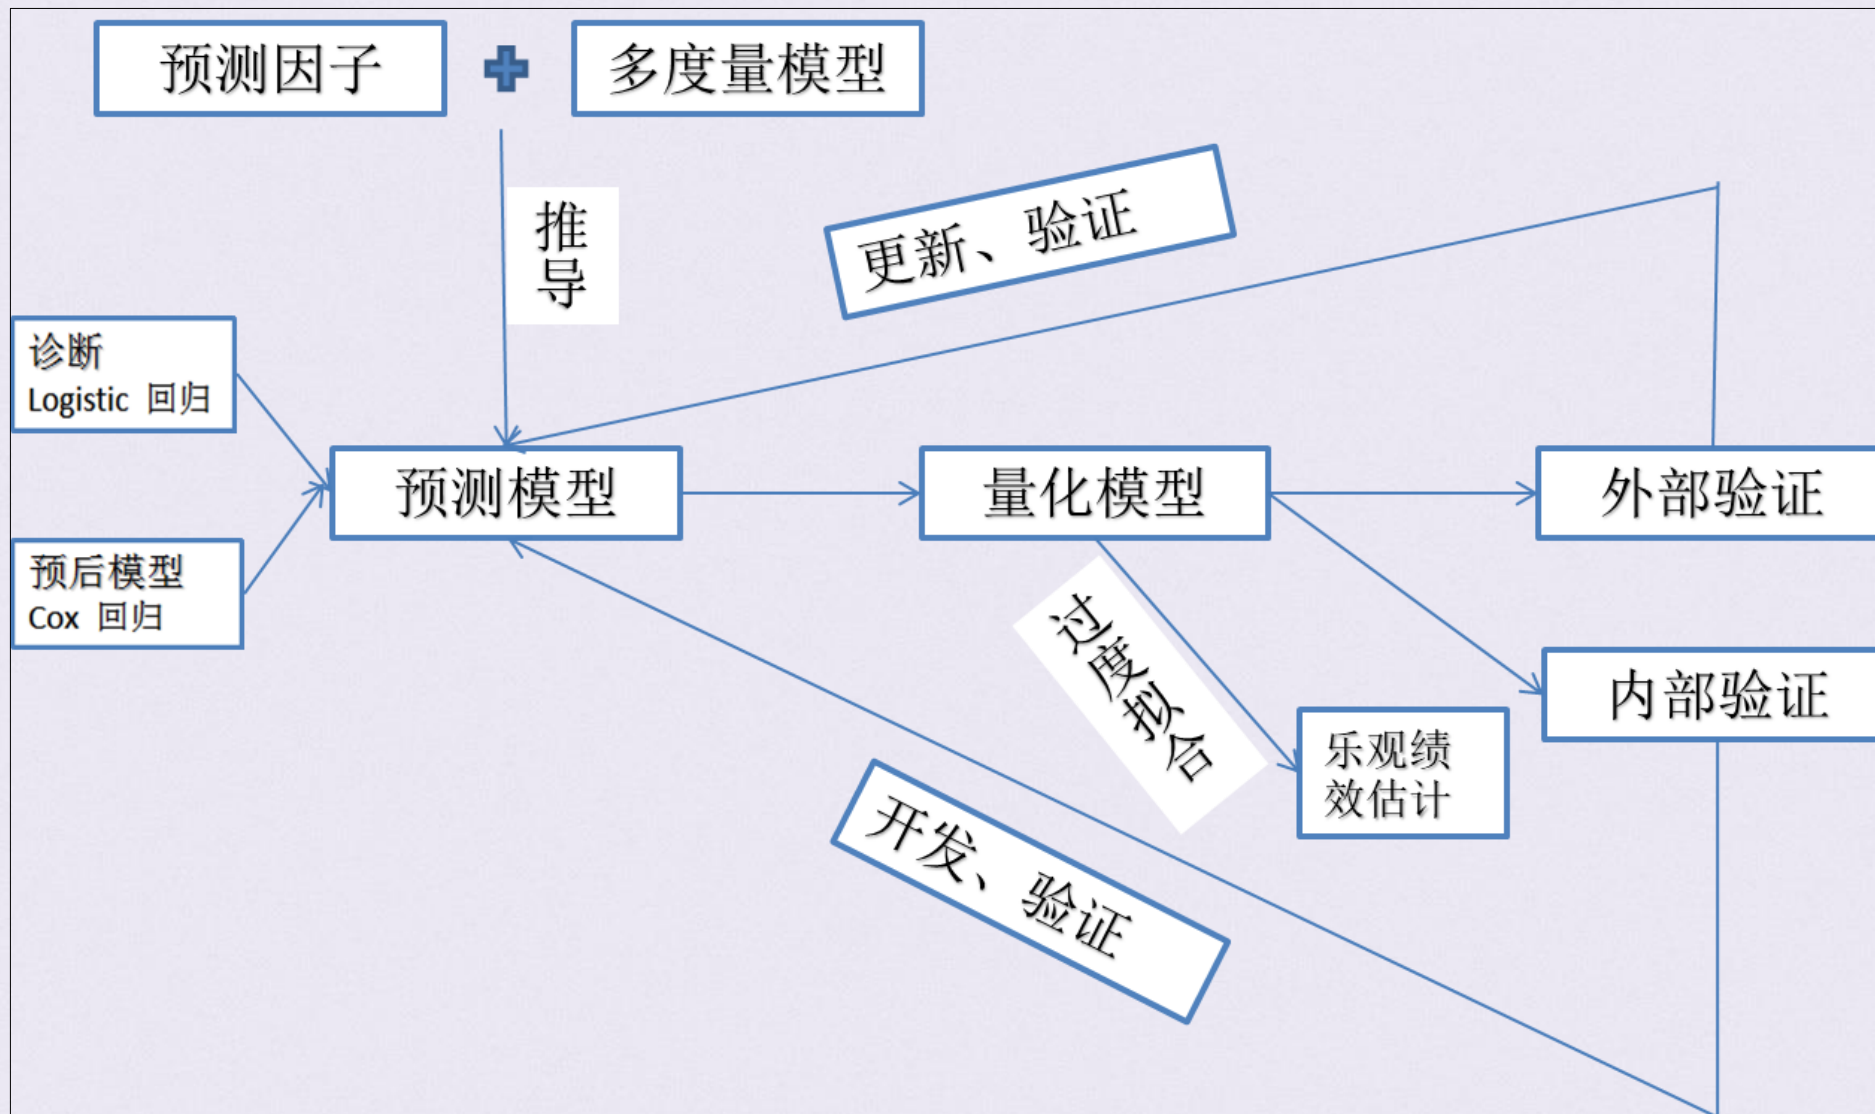 预测因子
多度量模型
推
导
更新、验证
诊断
Logistic 回归
预测模型
量化模型
外部验证
预后模型
Cox 回归
过度拟合
内部验证
乐观绩
效估计
开发、验证